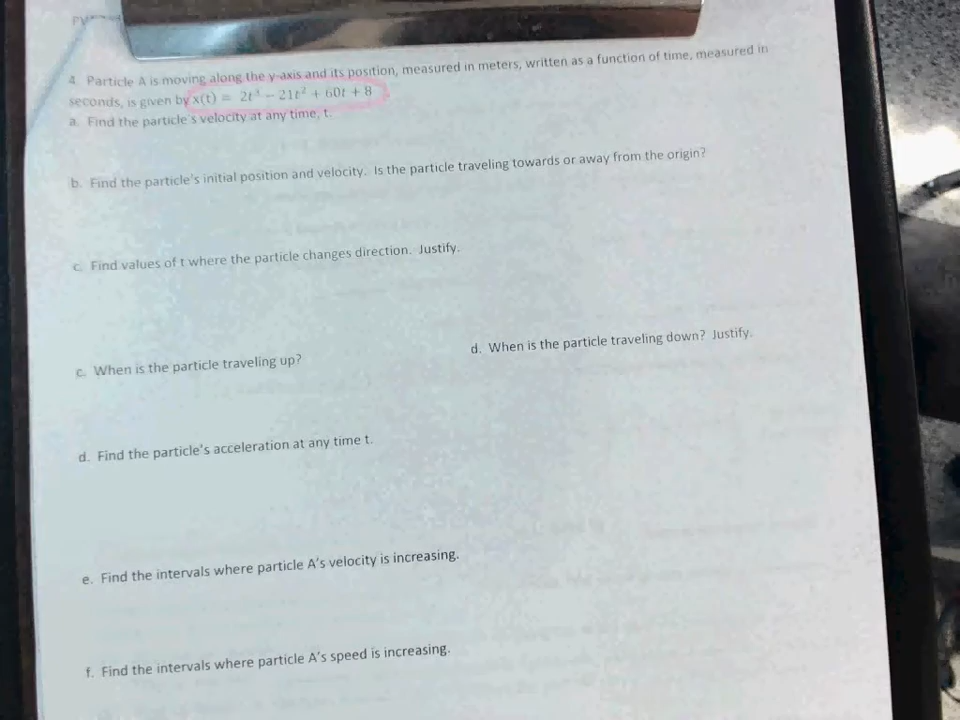 4. Particle A is moving along the y-axis and its position, measured in meters, written as a function of time, measured in
seconds, is given by x(t) = 2t³ − 21t² + 60t + 8
a. Find the particle's velocity at any time, t.
b. Find the particle's initial position and velocity. Is the particle traveling towards or away from the origin?
c. Find values of t where the particle changes direction. Justify.
c. When is the particle traveling up?
d. When is the particle traveling down? Justify.
d. Find the particle's acceleration at any time t.
e. Find the intervals where particle A's velocity is increasing.
f. Find the intervals where particle A's speed is increasing.